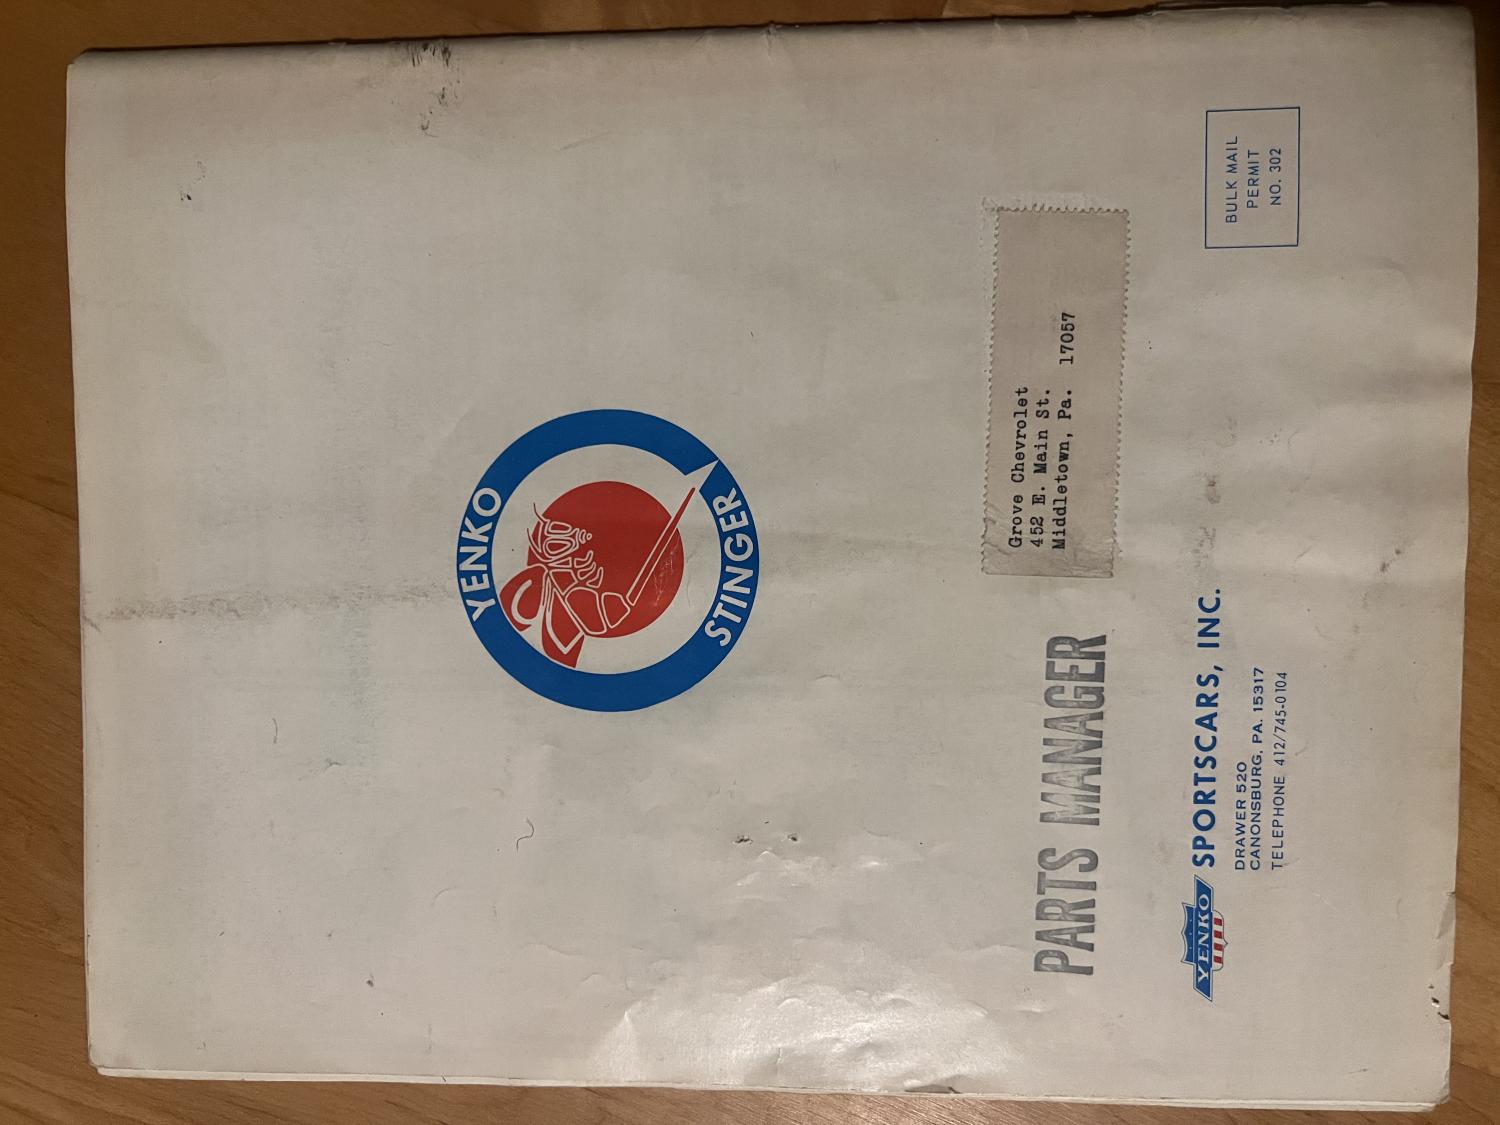 YENKO
STINGER
Grove Chevrolet
452 E. Main St.
Middletown, Pa. 17057
PARTS MANAGER
BULK MAIL
PERMIT
NO. 302
YENKO SPORTSCARS, INC.
DRAWER 520
CANONSBURG, PA. 15317
TELEPHONE 412/745-0104